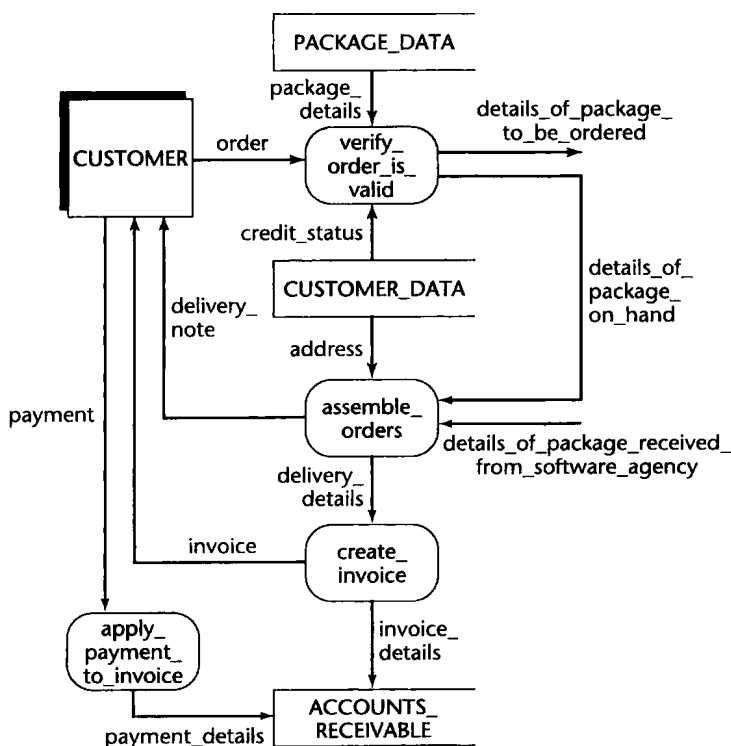 PACKAGE_DATA
package_
details
details_of_package_
to_be_ordered
CUSTOMER
order
verify_
order_is_
valid
credit_status
CUSTOMER_DATA
details_of_
package_
on_hand
delivery_
note
address
payment
assemble_
orders
details_of_package_received_
from_software_agency
delivery_
details
invoice
create_
invoice
apply_
payment_
to_invoice
invoice_
details
payment_details
ACCOUNTS_
RECEIVABLE